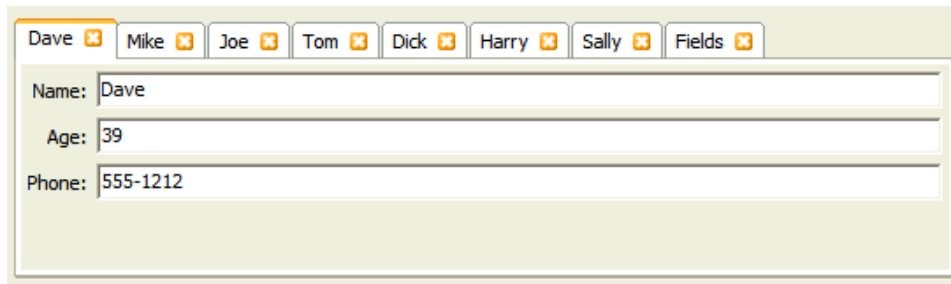 Dave Mike Joe Tom Dick Harry Sally Fields
Name: Dave
Age: 39
Phone: 555-1212